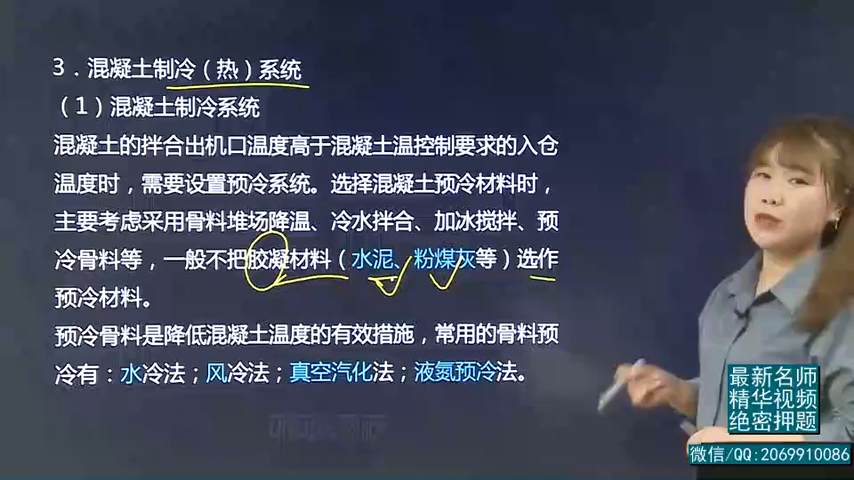 3．混凝土制冷（热）系统
（1）混凝土制冷系统
混凝土的拌合出机口温度高于混凝土温控制要求的入仓
温度时，需要设置预冷系统。选择混凝土预冷材料时，
主要考虑采用骨料堆场降温、冷水拌合、加冰搅拌、预
冷骨料等，一般不把胶凝材料（水泥、粉煤灰等）选作
预冷材料。
预冷骨料是降低混凝土温度的有效措施，常用的骨料预
冷有：水冷法；风冷法；真空汽化法；液氮预冷法。
最新名师
精华视频
绝密押题
微信/QQ:2069910086